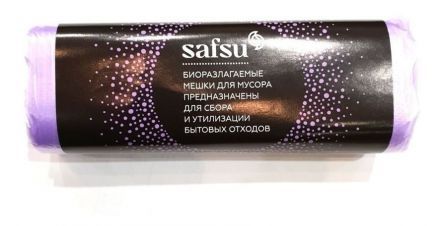 safsu
БИОРАЗЛАГАЕМЫЕ
МЕШКИ ДЛЯ МУСОРА
ПРЕДНАЗНАЧЕНЫ
ДЛЯ СБОРА
И УТИЛИЗАЦИИ
БЫТОВЫХ ОТХОДОВ